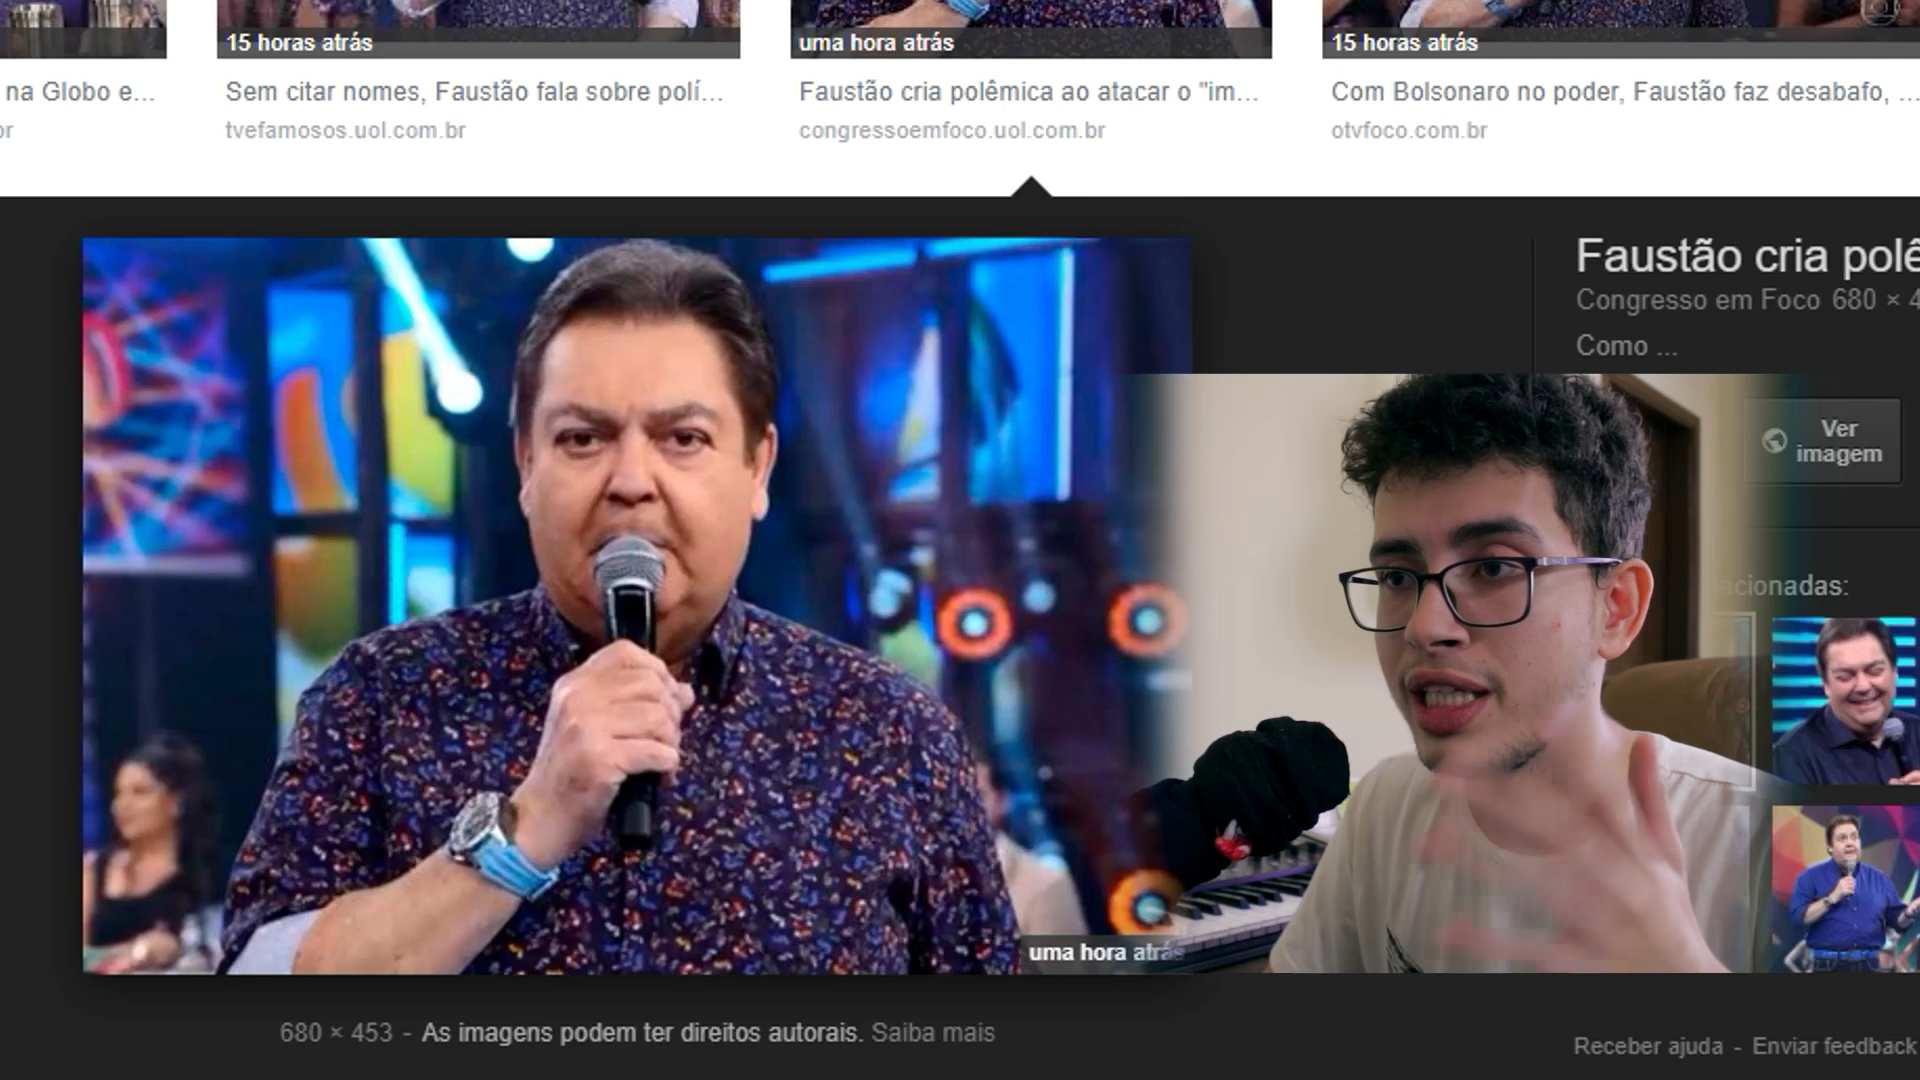 15 horas atrás
uma hora atrás
15 horas atrás
na Globo e...
Sem citar nomes, Faustão fala sobre polí...
Faustão cria polêmica ao atacar o "im...
Com Bolsonaro no poder, Faustão faz desabafo, ...
or
tvefamosos.uol.com.br
congressoemfoco.uol.com.br
otvfoco.com.br
Faustão cria polê
Congresso em Foco 680 × 4
Como ...
Ver
imagem
acionadas:
uma hora atrás
680 × 453 - As imagens podem ter direitos autorais. Saiba mais
Receber ajuda - Enviar feedback